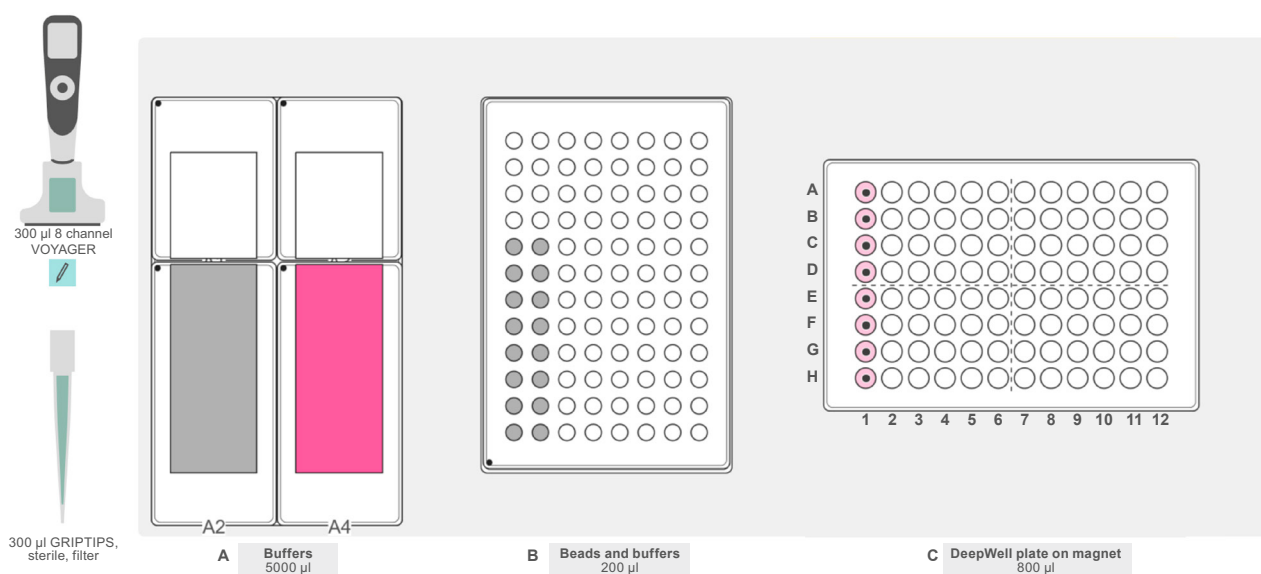 300 µl 8 channel
VOYAGER
300 µl GRIPTIPS,
sterile, filter
A2
A4
A
Buffers
5000 µl
B
Beads and buffers
200 µl
A
B
C
D
E
F
G
H
1 2 3 4 5 6 7 8 9 10 11 12
C
DeepWell plate on magnet
800 µl